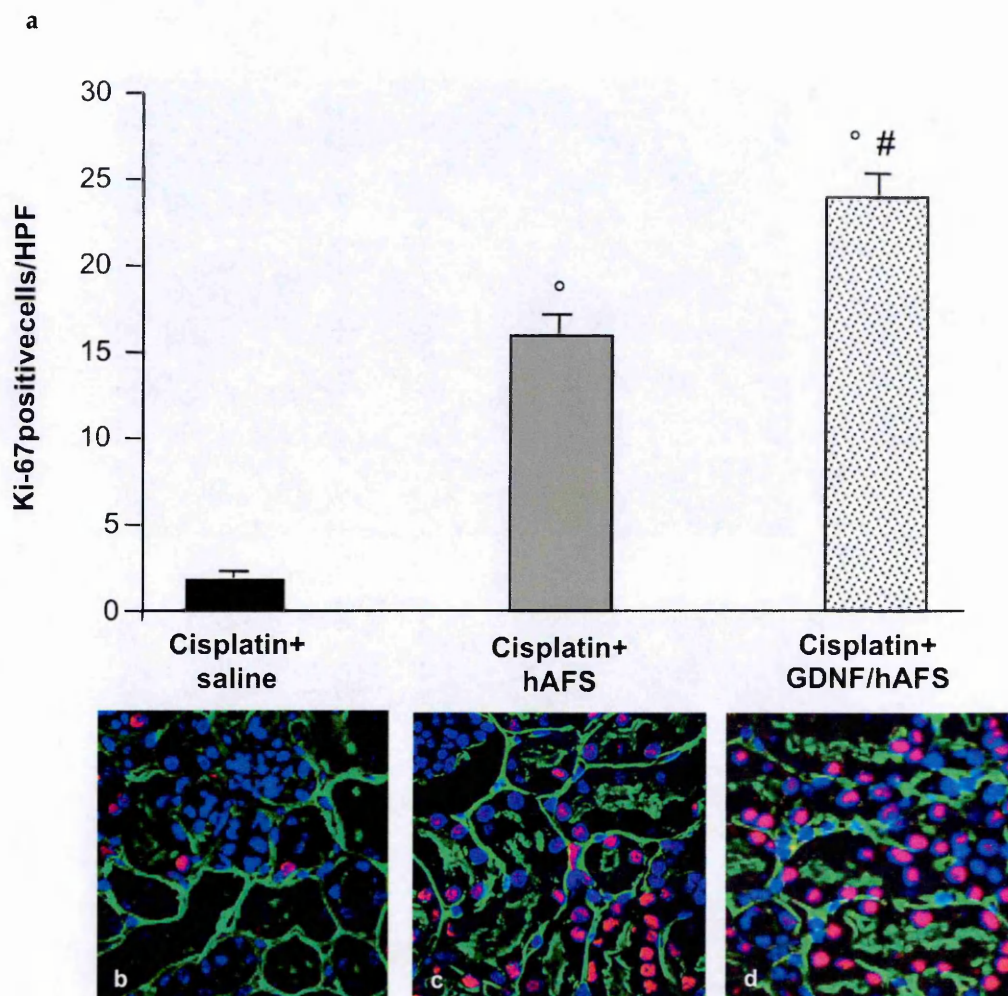 a
30
25
20
15
10
5
0
Ki-67positivecells/HPF
°
° #
Cisplatin+
saline
Cisplatin+
hAFS
Cisplatin+
GDNF/hAFS
b
c
d